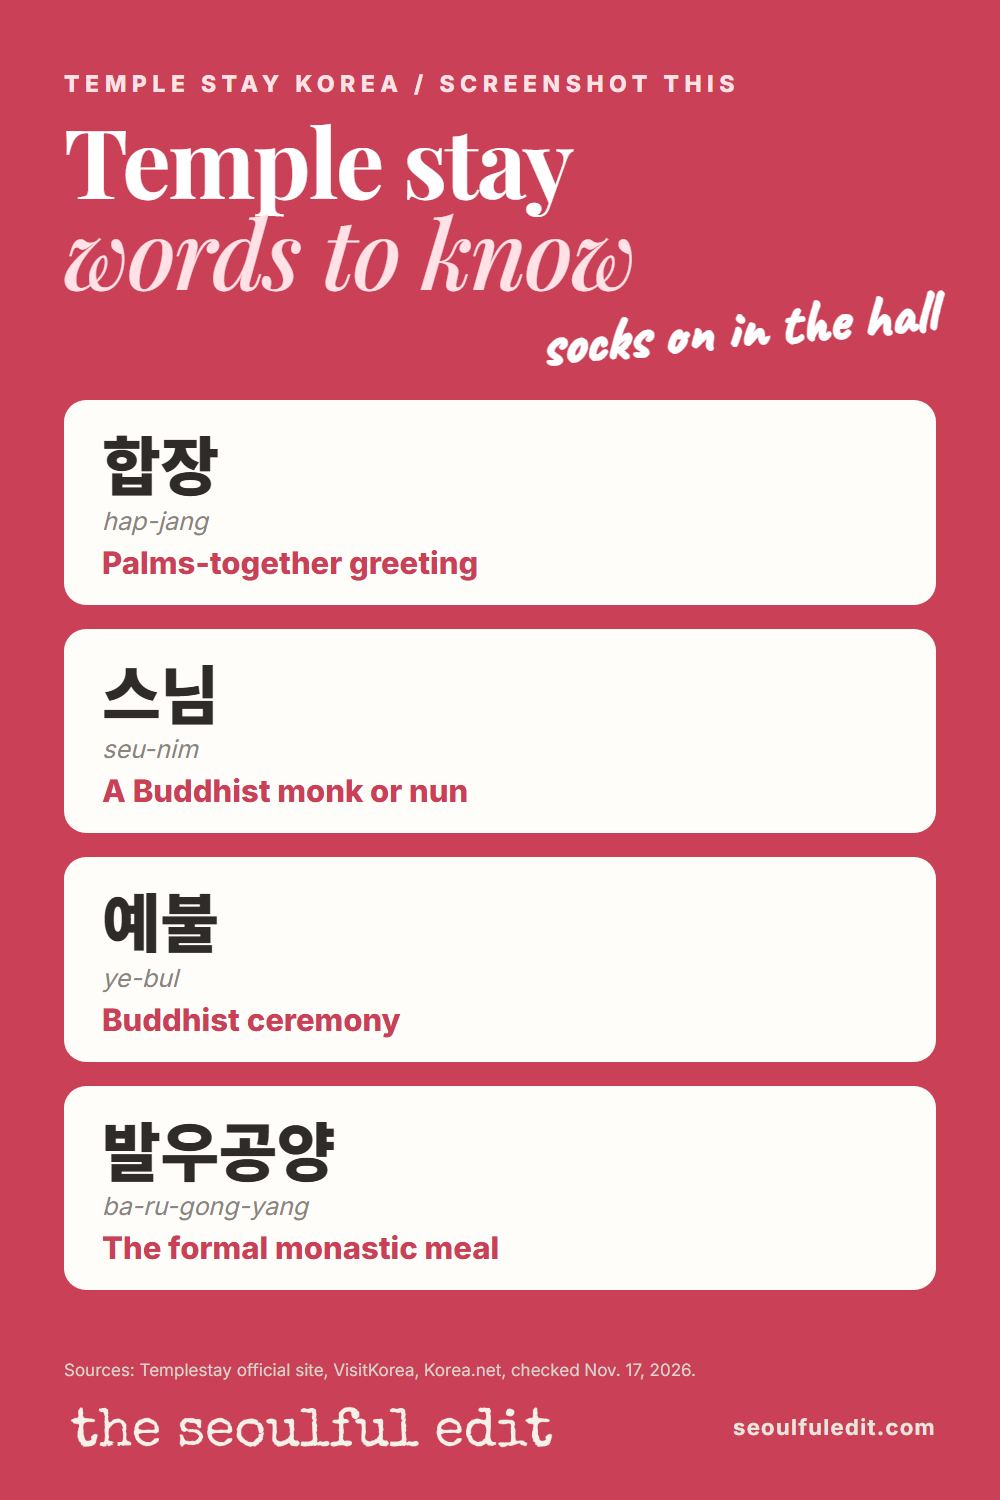 TEMPLE STAY KOREA / SCREENSHOT THIS
Temple stay
words to know
socks on in the hall
합장
hap-jang
Palms-together greeting
스님
seu-nim
A Buddhist monk or nun
예불
ye-bul
Buddhist ceremony
발우공양
ba-ru-gong-yang
The formal monastic meal
Sources: Templestay official site, VisitKorea, Korea.net, checked Nov. 17, 2026.
the seoulful edit
seoulfuledit.com